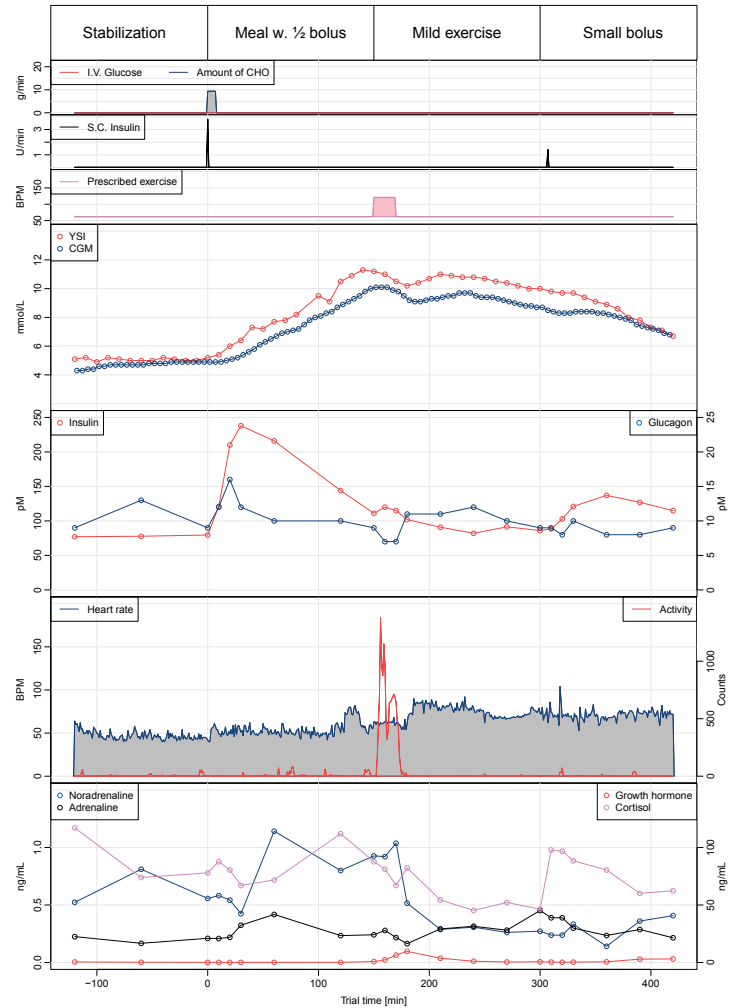 Stabilization Meal w. ½ bolus Mild exercise Small bolus
I.V. Glucose Amount of CHO
g/min
0 10 20
S.C. Insulin
U/min
1 3
Prescribed exercise
BPM
50 150
YSI
CGM
mmol/L
4 6 8 10 12
Insulin
Glucagon
pM
0 50 100 150 200 250
0 5 10 15 20 25
pM
Heart rate
Activity
BPM
0 50 100 150
0 500 1000
Counts
Noradrenaline
Adrenaline
Growth hormone
Cortisol
ng/mL
0.0 0.5 1.0
0 50 100
ng/mL
−100 0 100 200 300 400
Trial time [min]